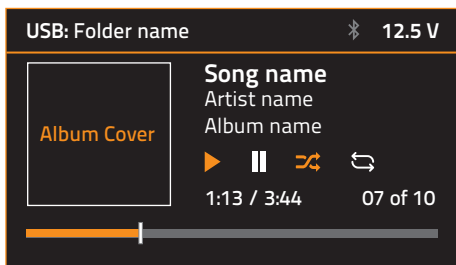 USB: Folder name 12.5 V
Album Cover
Song name
Artist name
Album name
1:13 / 3:44 07 of 10